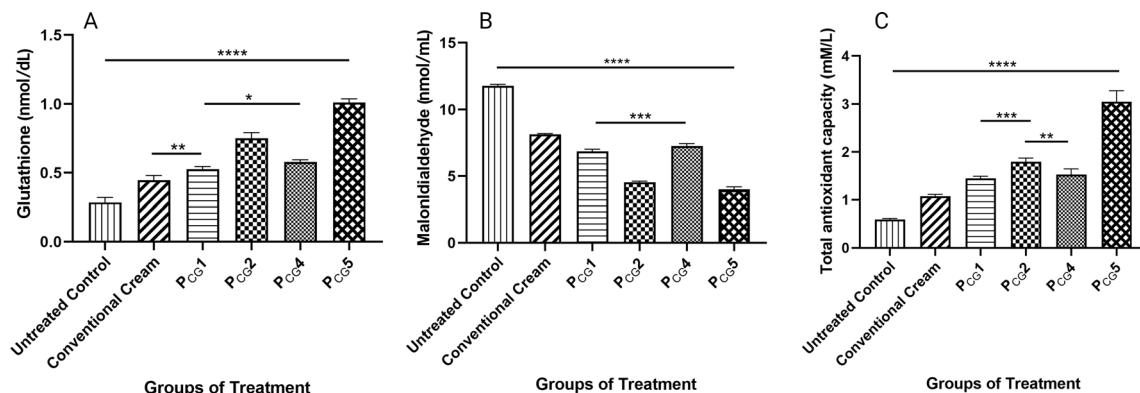 A
Glutathione (nmol/dL)
1.5
1.0
0.5
0.0
****
*
**
Untreated Control
Conventional Cream
PCG1
PCG2
PCG4
PCG5
Groups of Treatment
B
Malonldialdehyde (nmol/mL)
15
10
5
0
****
***
Untreated Control
Conventional Cream
PCG1
PCG2
PCG4
PCG5
Groups of Treatment
C
Total antioxidant capacity (mM/L)
4
3
2
1
0
****
***
**
Untreated Control
Conventional Cream
PCG1
PCG2
PCG4
PCG5
Groups of Treatment